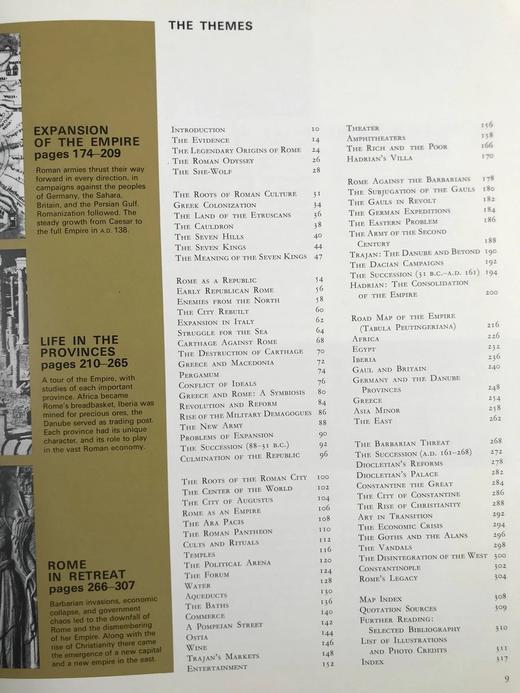 THE THEMES
EXPANSION
OF THE EMPIRE
pages 174–209
Roman armies thrust their way
forward in every direction, in
campaigns against the peoples
of Germany, the Sahara,
Britain, and the Persian Gulf.
Romanization followed. The
steady growth from Caesar to
the full Empire in A.D. 138.
LIFE IN THE
PROVINCES
pages 210–265
A tour of the Empire, with
studies of each important
province. Africa became
Rome's breadbasket, Iberia was
mined for precious ores, the
Danube served as trading post.
Each province had its unique
character, and its role to play
in the vast Roman economy.
ROME
IN RETREAT
pages 266–307
Barbarian invasions, economic
collapse, and government
chaos led to the downfall of
Rome and the dismembering
of her Empire. Along with the
rise of Christianity there came
the emergence of a new capital
and a new empire in the east.
Introduction 10
The Evidence 14
The Legendary Origins of Rome 24
The Roman Odyssey 26
The She-Wolf 28
The Roots of Roman Culture 31
Greek Colonization 34
The Land of the Etruscans 36
The Cauldron 38
The Seven Hills 40
The Seven Kings 44
The Meaning of the Seven Kings 47
Rome as a Republic 54
Early Republican Rome 56
Enemies from the North 58
The City Rebuilt 60
Expansion in Italy 62
Struggle for the Sea 64
Carthage Against Rome 68
The Destruction of Carthage 70
Greece and Macedonia 72
Pergamum 74
Conflict of Ideals 76
Greece and Rome: A Symbiosis 80
Revolution and Reform 84
Rise of the Military Demagogues 86
The New Army 88
Problems of Expansion 90
The Succession (88–31 B.C.) 92
Culmination of the Republic 96
The Roots of the Roman City 100
The Center of the World 102
The City of Augustus 104
Rome as an Empire 106
The Ara Pacis 108
The Roman Pantheon 110
Cults and Rituals 112
Temples 116
The Political Arena 120
The Forum 124
Water 128
Aqueducts 130
The Baths 136
Commerce 140
A Pompeian Street 142
Ostia 144
Wine 146
Trajan's Markets 148
Entertainment 152
Theater 156
Amphitheaters 158
The Rich and the Poor 166
Hadrian's Villa 170
Rome Against the Barbarians 178
The Subjugation of the Gauls 180
The Gauls in Revolt 182
The German Expeditions 184
The Eastern Problem 186
The Army of the Second
Century 188
Trajan: The Danube and Beyond 190
The Dacian Campaigns 192
The Succession (31 B.C.–A.D. 161) 194
Hadrian: The Consolidation
of the Empire 200
Road Map of the Empire
(Tabula Peutingeriana) 216
Africa 226
Egypt 232
Iberia 236
Gaul and Britain 240
Germany and the Danube
Provinces 248
Greece 254
Asia Minor 258
The East 262
The Barbarian Threat 268
The Succession (A.D. 161–268) 272
Diocletian's Reforms 278
Diocletian's Palace 282
Constantine the Great 284
The City of Constantine 286
The Rise of Christianity 288
Art in Transition 292
The Economic Crisis 294
The Goths and the Alans 296
The Vandals 298
The Disintegration of the West 300
Constantinople 302
Rome's Legacy 304
Map Index 308
Quotation Sources 309
Further Reading:
Selected Bibliography 310
List of Illustrations
and Photo Credits 311
Index 317
9